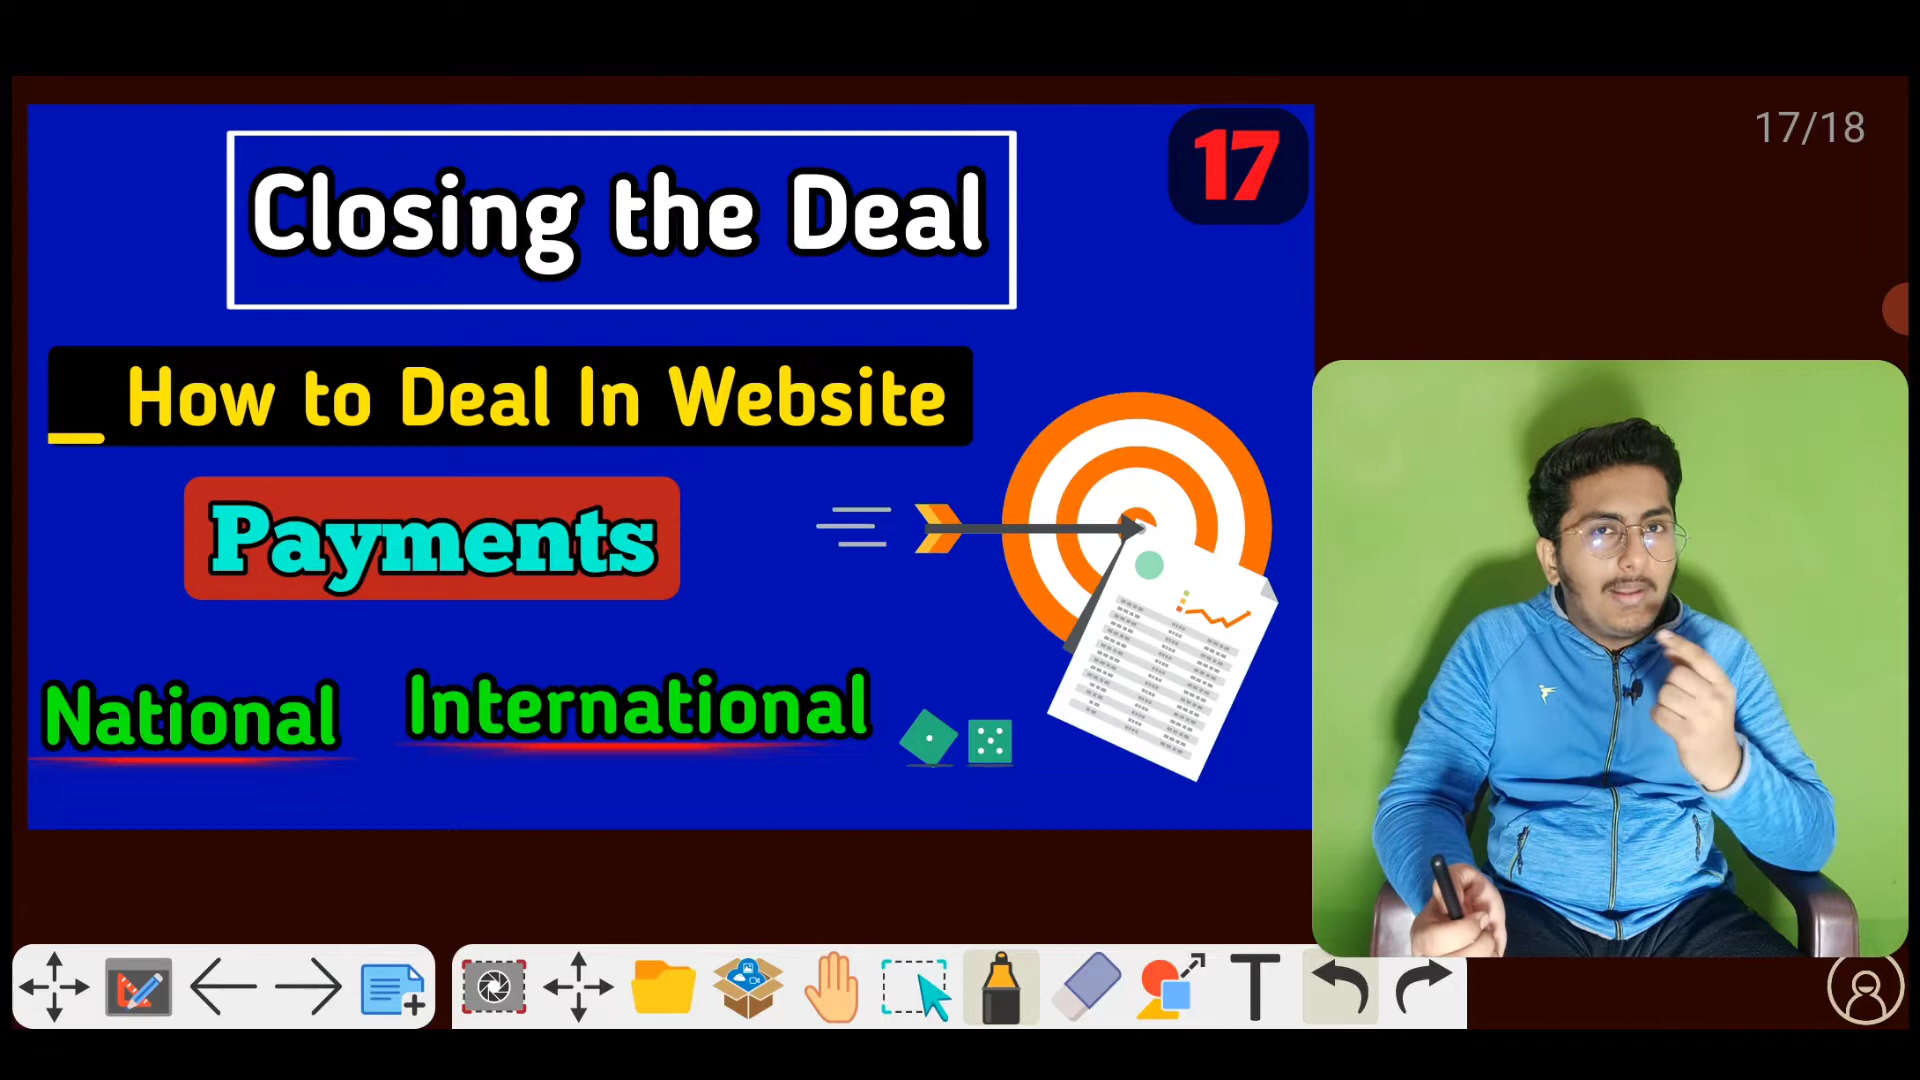 Closing the Deal
17
17/18
_ How to Deal In Website
Payments
National
International
T